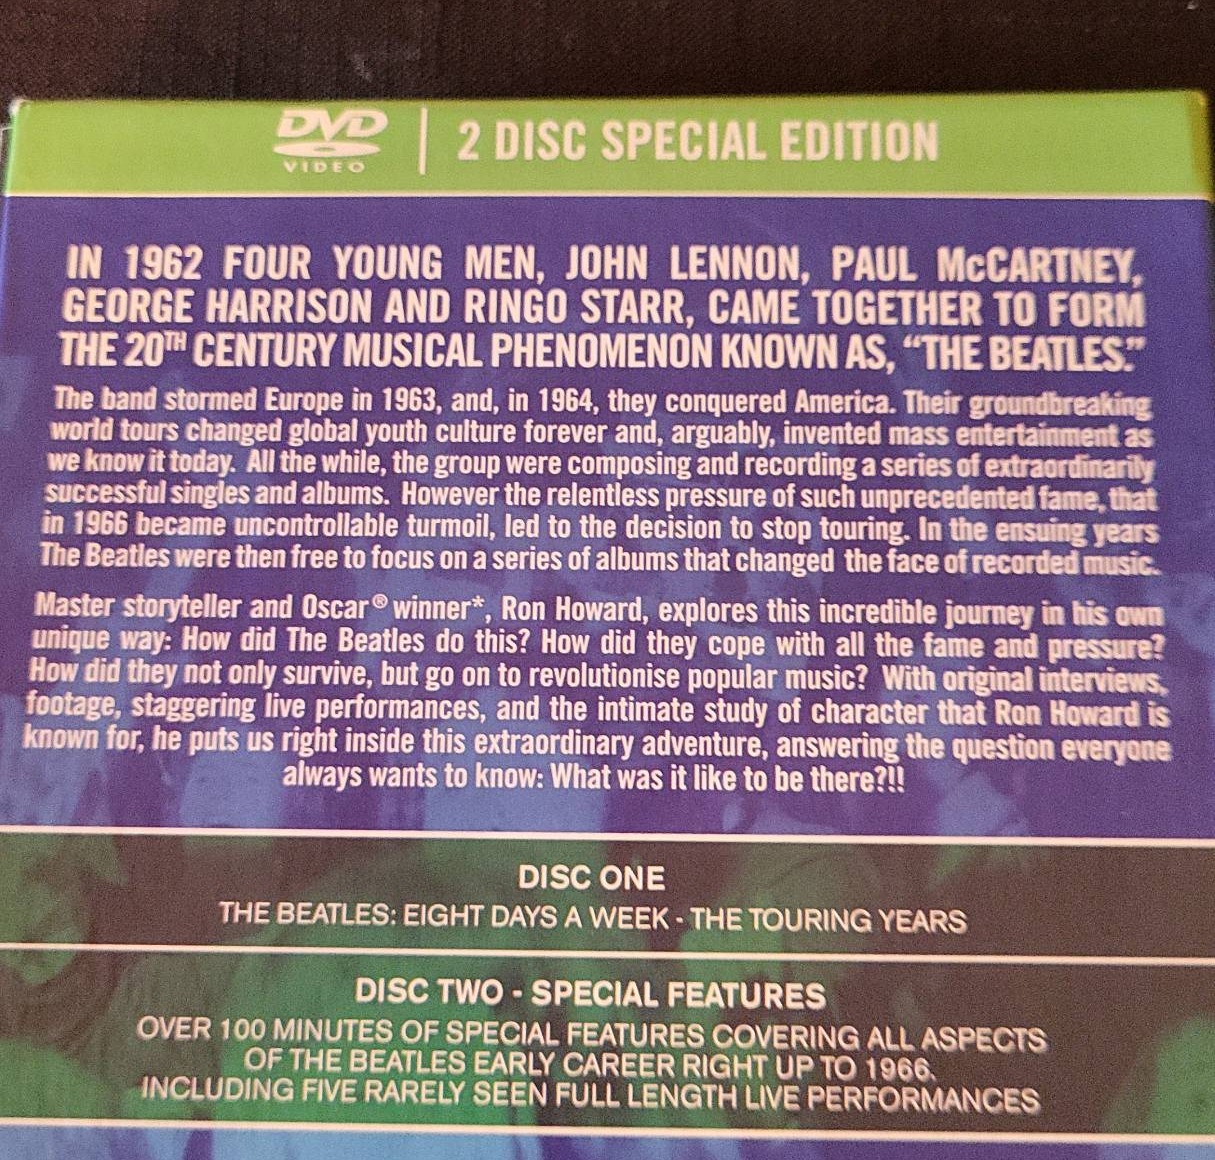 DVD VIDEO | 2 DISC SPECIAL EDITION
IN 1962 FOUR YOUNG MEN, JOHN LENNON, PAUL McCARTNEY,
GEORGE HARRISON AND RINGO STARR, CAME TOGETHER TO FORM
THE 20TH CENTURY MUSICAL PHENOMENON KNOWN AS, “THE BEATLES.”
The band stormed Europe in 1963, and, in 1964, they conquered America. Their groundbreaking
world tours changed global youth culture forever and, arguably, invented mass entertainment as
we know it today. All the while, the group were composing and recording a series of extraordinarily
successful singles and albums. However the relentless pressure of such unprecedented fame, that
in 1966 became uncontrollable turmoil, led to the decision to stop touring. In the ensuing years
The Beatles were then free to focus on a series of albums that changed the face of recorded music.
Master storyteller and Oscar® winner*, Ron Howard, explores this incredible journey in his own
unique way: How did The Beatles do this? How did they cope with all the fame and pressure?
How did they not only survive, but go on to revolutionise popular music? With original interviews,
footage, staggering live performances, and the intimate study of character that Ron Howard is
known for, he puts us right inside this extraordinary adventure, answering the question everyone
always wants to know: What was it like to be there?!!
DISC ONE
THE BEATLES: EIGHT DAYS A WEEK - THE TOURING YEARS
DISC TWO - SPECIAL FEATURES
OVER 100 MINUTES OF SPECIAL FEATURES COVERING ALL ASPECTS
OF THE BEATLES EARLY CAREER RIGHT UP TO 1966.
INCLUDING FIVE RARELY SEEN FULL LENGTH LIVE PERFORMANCES